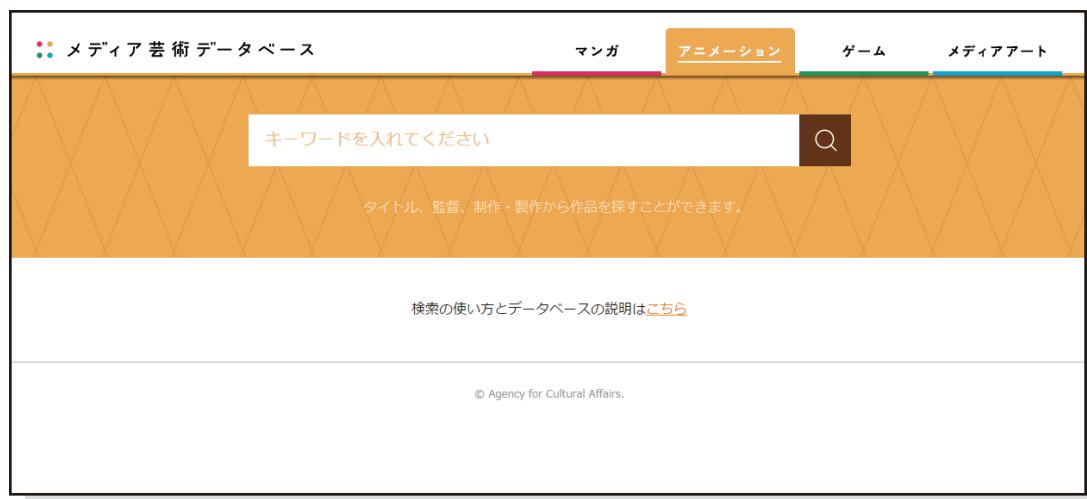 メディア芸術データベース
マンガ
アニメーション
ゲーム
メディアアート
キーワードを入れてください
タイトル、監督、制作・製作から作品を探すことができます。
検索の使い方とデータベースの説明はこちら
© Agency for Cultural Affairs.